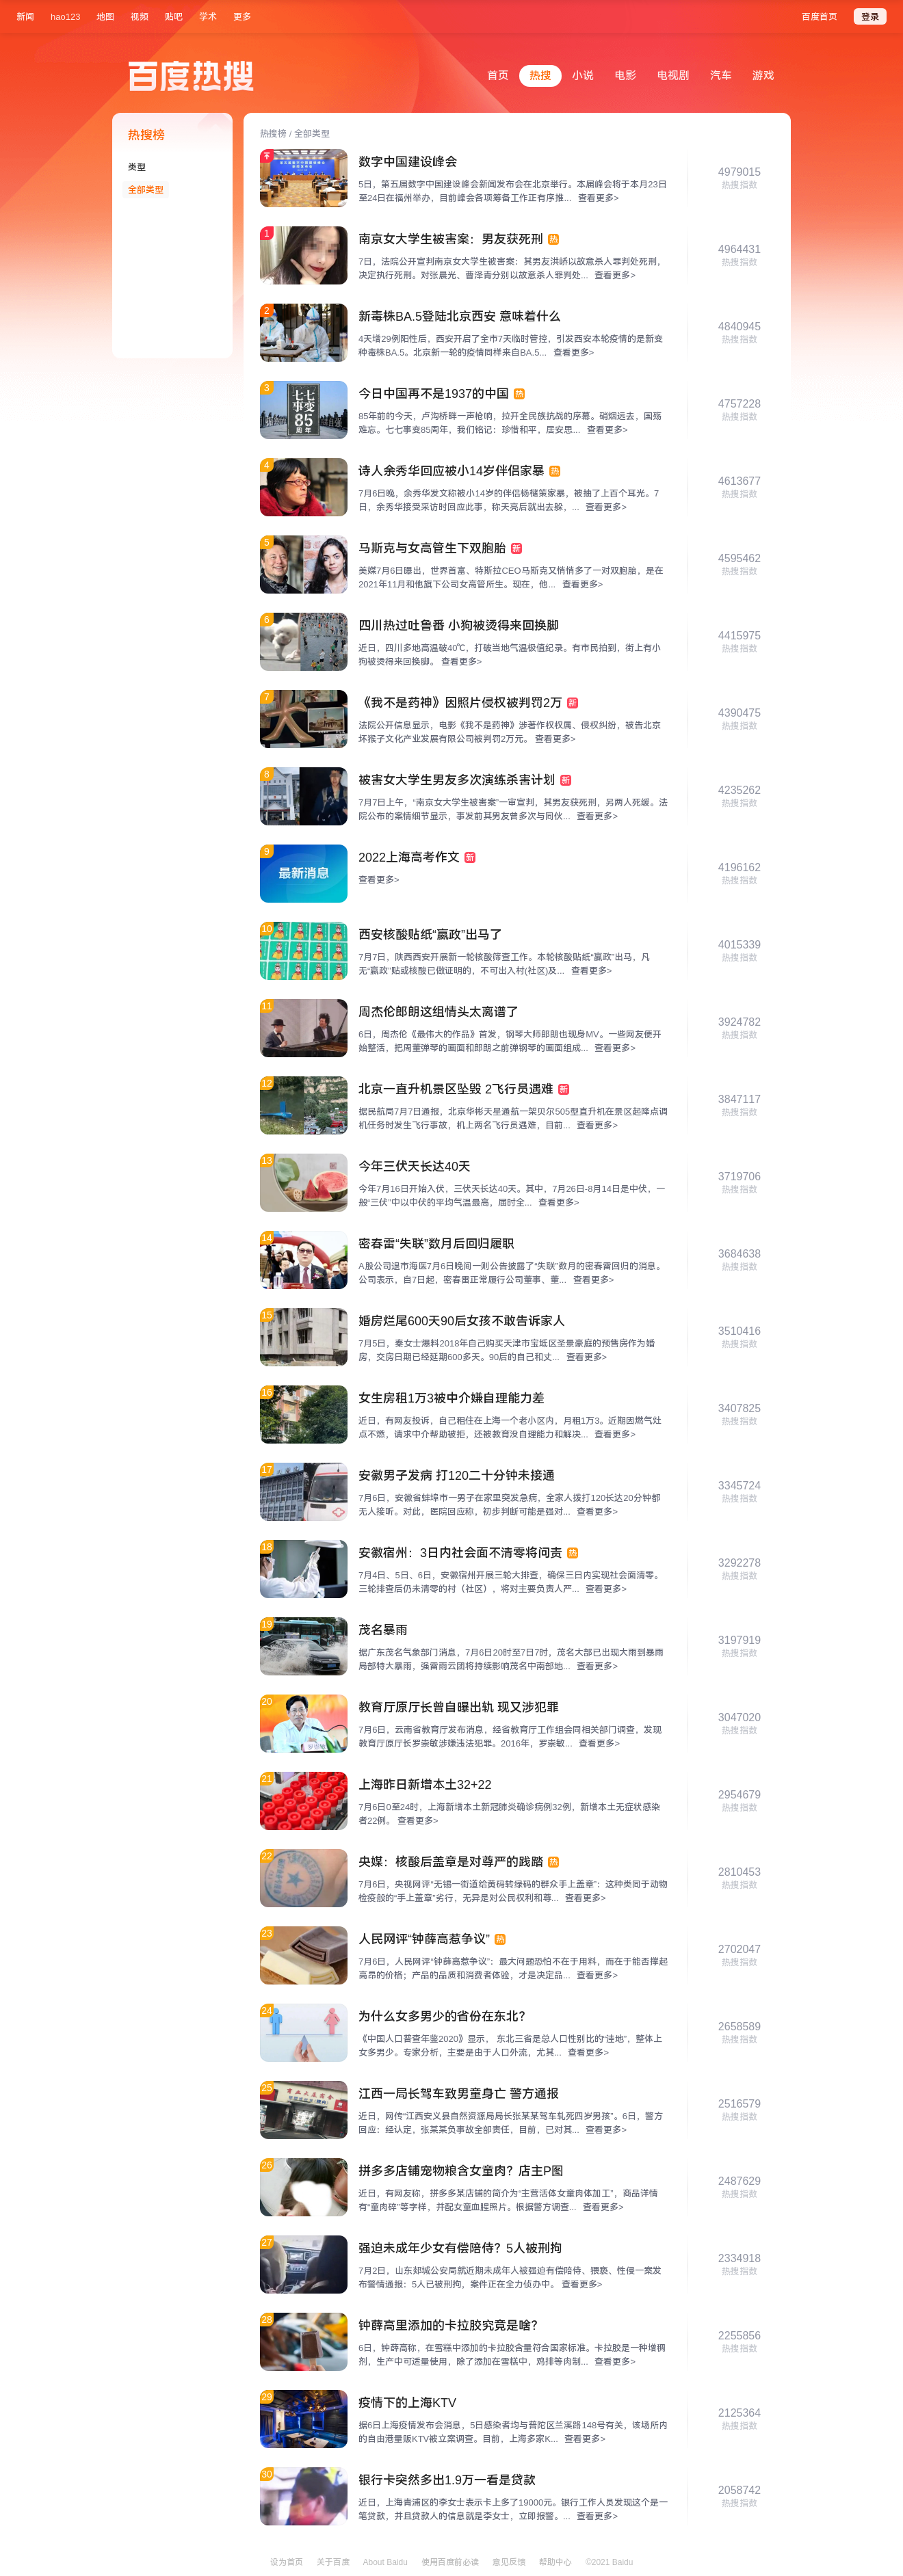 新闻 hao123 地图 视频 贴吧 学术 更多 百度首页 登录
百度热搜
首页 热搜 小说 电影 电视剧 汽车 游戏
热搜榜
类型
全部类型
热搜榜 / 全部类型
数字中国建设峰会
5日，第五届数字中国建设峰会新闻发布会在北京举行。本届峰会将于本月23日
至24日在福州举办，目前峰会各项筹备工作正有序推... 查看更多>
4979015
热搜指数
1
南京女大学生被害案：男友获死刑 热
7日，法院公开宣判南京女大学生被害案：其男友洪峤以故意杀人罪判处死刑，
决定执行死刑。对张晨光、曹泽青分别以故意杀人罪判处... 查看更多>
4964431
热搜指数
2
新毒株BA.5登陆北京西安 意味着什么
4天增29例阳性后，西安开启了全市7天临时管控，引发西安本轮疫情的是新变
种毒株BA.5。北京新一轮的疫情同样来自BA.5... 查看更多>
4840945
热搜指数
3
七七事变
85周年
今日中国再不是1937的中国 热
85年前的今天，卢沟桥畔一声枪响，拉开全民族抗战的序幕。硝烟远去，国殇
难忘。七七事变85周年，我们铭记：珍惜和平，居安思... 查看更多>
4757228
热搜指数
4
诗人余秀华回应被小14岁伴侣家暴 热
7月6日晚，余秀华发文称被小14岁的伴侣杨槠策家暴，被抽了上百个耳光。7
日，余秀华接受采访时回应此事，称天亮后就出去躲，... 查看更多>
4613677
热搜指数
5
马斯克与女高管生下双胞胎 新
美媒7月6日曝出，世界首富、特斯拉CEO马斯克又悄悄多了一对双胞胎，是在
2021年11月和他旗下公司女高管所生。现在，他... 查看更多>
4595462
热搜指数
6
四川热过吐鲁番 小狗被烫得来回换脚
近日，四川多地高温破40℃，打破当地气温极值纪录。有市民拍到，街上有小
狗被烫得来回换脚。 查看更多>
4415975
热搜指数
7
《我不是药神》因照片侵权被判罚2万 新
法院公开信息显示，电影《我不是药神》涉著作权权属、侵权纠纷，被告北京
坏猴子文化产业发展有限公司被判罚2万元。 查看更多>
4390475
热搜指数
8
被害女大学生男友多次演练杀害计划 新
7月7日上午，“南京女大学生被害案”一审宣判，其男友获死刑，另两人死缓。法
院公布的案情细节显示，事发前其男友曾多次与同伙... 查看更多>
4235262
热搜指数
9
最新消息
2022上海高考作文 新
查看更多>
4196162
热搜指数
10
西安核酸贴纸“嬴政”出马了
7月7日，陕西西安开展新一轮核酸筛查工作。本轮核酸贴纸“嬴政”出马，凡
无“嬴政”贴或核酸已做证明的，不可出入村(社区)及... 查看更多>
4015339
热搜指数
11
周杰伦郎朗这组情头太离谱了
6日，周杰伦《最伟大的作品》首发，钢琴大师郎朗也现身MV。一些网友便开
始整活，把周董弹琴的画面和郎朗之前弹钢琴的画面组成... 查看更多>
3924782
热搜指数
12
北京一直升机景区坠毁 2飞行员遇难 新
据民航局7月7日通报，北京华彬天星通航一架贝尔505型直升机在景区起降点调
机任务时发生飞行事故，机上两名飞行员遇难，目前... 查看更多>
3847117
热搜指数
13
今年三伏天长达40天
今年7月16日开始入伏，三伏天长达40天。其中，7月26日-8月14日是中伏，一
般“三伏”中以中伏的平均气温最高，届时全... 查看更多>
3719706
热搜指数
14
密春雷“失联”数月后回归履职
A股公司退市海医7月6日晚间一则公告披露了“失联”数月的密春雷回归的消息。
公司表示，自7日起，密春雷正常履行公司董事、董... 查看更多>
3684638
热搜指数
15
婚房烂尾600天90后女孩不敢告诉家人
7月5日，秦女士爆料2018年自己购买天津市宝坻区圣景豪庭的预售房作为婚
房，交房日期已经延期600多天。90后的自己和丈... 查看更多>
3510416
热搜指数
16
女生房租1万3被中介嫌自理能力差
近日，有网友投诉，自己租住在上海一个老小区内，月租1万3。近期因燃气灶
点不燃，请求中介帮助被拒，还被教育没自理能力和解决... 查看更多>
3407825
热搜指数
17
安徽男子发病 打120二十分钟未接通
7月6日，安徽省蚌埠市一男子在家里突发急病，全家人拨打120长达20分钟都
无人接听。对此，医院回应称，初步判断可能是强对... 查看更多>
3345724
热搜指数
18
安徽宿州：3日内社会面不清零将问责 热
7月4日、5日、6日，安徽宿州开展三轮大排查，确保三日内实现社会面清零。
三轮排查后仍未清零的村（社区），将对主要负责人严... 查看更多>
3292278
热搜指数
19
茂名暴雨
据广东茂名气象部门消息，7月6日20时至7日7时，茂名大部已出现大雨到暴雨
局部特大暴雨，强雷雨云团将持续影响茂名中南部地... 查看更多>
3197919
热搜指数
20
教育厅原厅长曾自曝出轨 现又涉犯罪
7月6日，云南省教育厅发布消息，经省教育厅工作组会同相关部门调查，发现
教育厅原厅长罗崇敏涉嫌违法犯罪。2016年，罗崇敏... 查看更多>
3047020
热搜指数
21
上海昨日新增本土32+22
7月6日0至24时，上海新增本土新冠肺炎确诊病例32例，新增本土无症状感染
者22例。 查看更多>
2954679
热搜指数
22
央媒：核酸后盖章是对尊严的践踏 热
7月6日，央视网评“无锡一街道给黄码转绿码的群众手上盖章”：这种类同于动物
检疫般的“手上盖章”劣行，无异是对公民权利和尊... 查看更多>
2810453
热搜指数
23
人民网评“钟薛高惹争议” 热
7月6日，人民网评“钟薛高惹争议”：最大问题恐怕不在于用料，而在于能否撑起
高昂的价格；产品的品质和消费者体验，才是决定品... 查看更多>
2702047
热搜指数
24
为什么女多男少的省份在东北？
《中国人口普查年鉴2020》显示， 东北三省是总人口性别比的“洼地”，整体上
女多男少。专家分析，主要是由于人口外流，尤其... 查看更多>
2658589
热搜指数
25
江西一局长驾车致男童身亡 警方通报
近日，网传“江西安义县自然资源局局长张某某驾车轧死四岁男孩”。6日，警方
回应：经认定，张某某负事故全部责任，目前，已对其... 查看更多>
2516579
热搜指数
26
拼多多店铺宠物粮含女童肉？店主P图
近日，有网友称，拼多多某店铺的简介为“主营活体女童肉体加工”，商品详情
有“童肉碎”等字样，并配女童血腥照片。根据警方调查... 查看更多>
2487629
热搜指数
27
强迫未成年少女有偿陪侍？5人被刑拘
7月2日，山东郯城公安局就近期未成年人被强迫有偿陪侍、猥亵、性侵一案发
布警情通报：5人已被刑拘，案件正在全力侦办中。 查看更多>
2334918
热搜指数
28
钟薛高里添加的卡拉胶究竟是啥？
6日，钟薛高称，在雪糕中添加的卡拉胶含量符合国家标准。卡拉胶是一种增稠
剂，生产中可适量使用，除了添加在雪糕中，鸡排等肉制... 查看更多>
2255856
热搜指数
29
疫情下的上海KTV
据6日上海疫情发布会消息，5日感染者均与普陀区兰溪路148号有关，该场所内
的自由港量贩KTV被立案调查。目前，上海多家K... 查看更多>
2125364
热搜指数
30
银行卡突然多出1.9万一看是贷款
近日，上海青浦区的李女士表示卡上多了19000元。银行工作人员发现这个是一
笔贷款，并且贷款人的信息就是李女士，立即报警。... 查看更多>
2058742
热搜指数
设为首页 关于百度 About Baidu 使用百度前必读 意见反馈 帮助中心 ©2021 Baidu